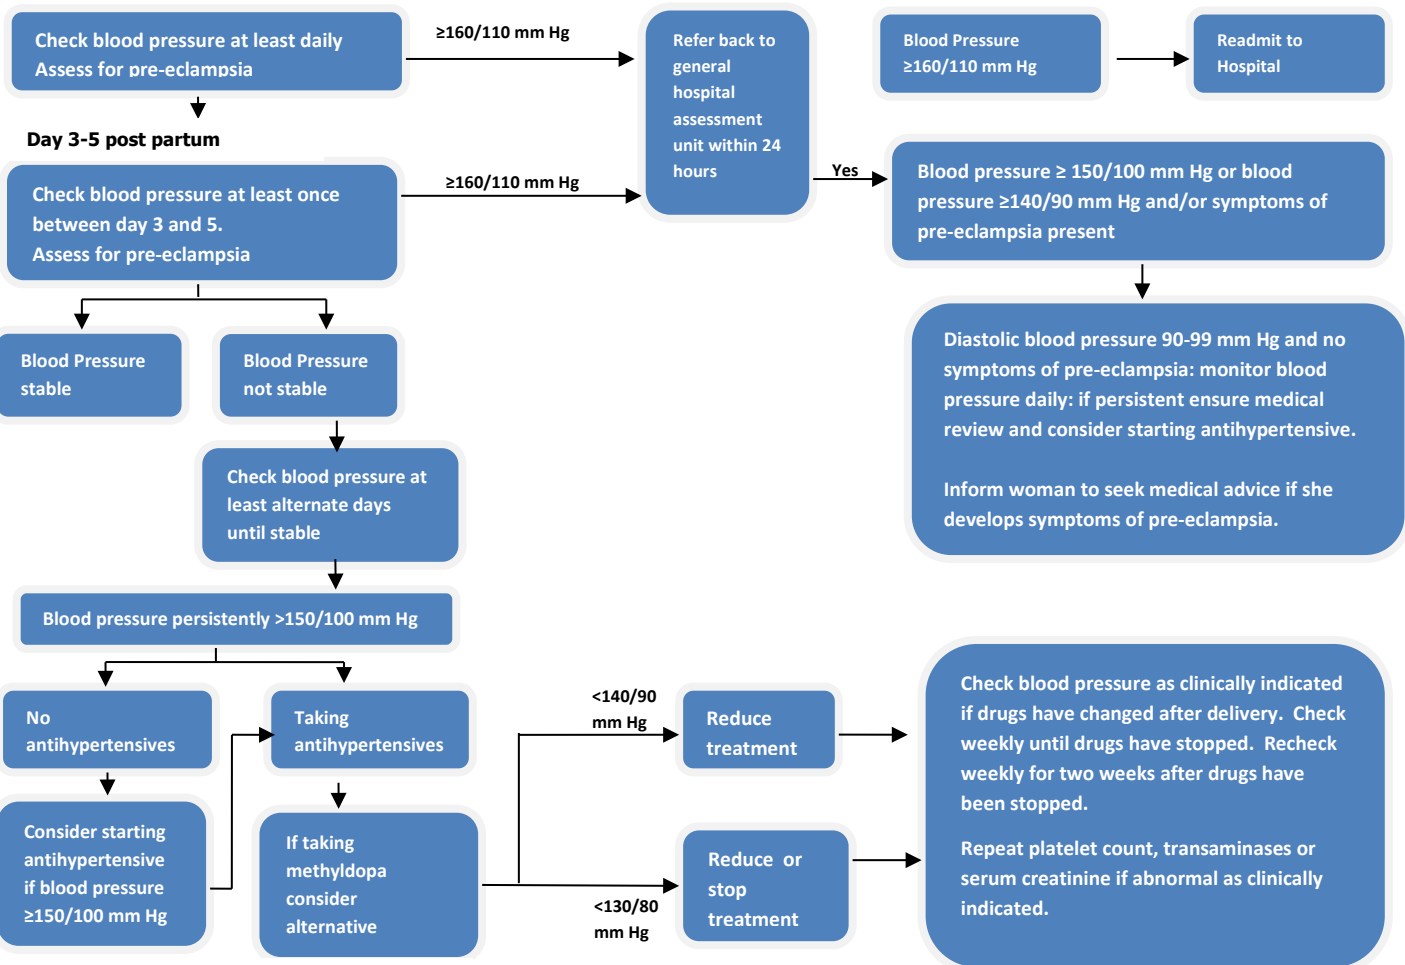 Check blood pressure at least daily
Assess for pre-eclampsia
≥160/110 mm Hg
Refer back to
general
hospital
assessment
unit within 24
hours
Blood Pressure
≥160/110 mm Hg
Readmit to
Hospital
Day 3-5 post partum
Check blood pressure at least once
between day 3 and 5.
Assess for pre-eclampsia
≥160/110 mm Hg
Yes
Blood pressure ≥ 150/100 mm Hg or blood
pressure ≥140/90 mm Hg and/or symptoms of
pre-eclampsia present
Blood Pressure
stable
Blood Pressure
not stable
Diastolic blood pressure 90-99 mm Hg and no
symptoms of pre-eclampsia: monitor blood
pressure daily: if persistent ensure medical
review and consider starting antihypertensive.
Inform woman to seek medical advice if she
develops symptoms of pre-eclampsia.
Check blood pressure at
least alternate days
until stable
Blood pressure persistently >150/100 mm Hg
No
antihypertensives
Taking
antihypertensives
Consider starting
antihypertensive
if blood pressure
≥150/100 mm Hg
If taking
methyldopa
consider
alternative
<140/90
mm Hg
Reduce
treatment
<130/80
mm Hg
Reduce or
stop
treatment
Check blood pressure as clinically indicated
if drugs have changed after delivery. Check
weekly until drugs have stopped. Recheck
weekly for two weeks after drugs have
been stopped.
Repeat platelet count, transaminases or
serum creatinine if abnormal as clinically
indicated.